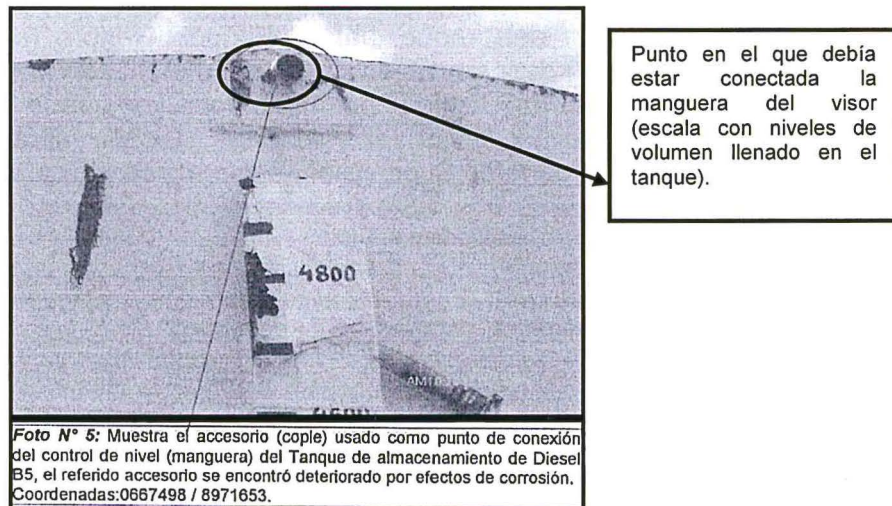 Punto en el que debía
estar conectada la
manguera del visor
(escala con niveles de
volumen llenado en el
tanque).
4800
Foto N° 5: Muestra el accesorio (cople) usado como punto de conexión
del control de nivel (manguera) del Tanque de almacenamiento de Diesel
B5, el referido accesorio se encontró deteriorado por efectos de corrosión.
Coordenadas:0667498 / 8971653.